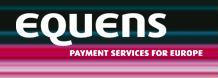 EQUENS
PAYMENT SERVICES FOR EUROPE